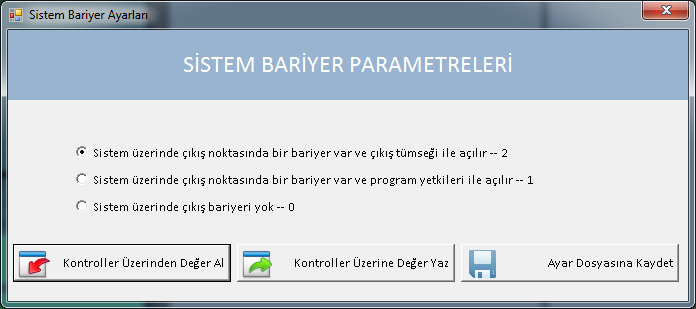 Sistem Bariyer Ayarları
SİSTEM BARİYER PARAMETRELERİ
Sistem üzerinde çıkış noktasında bir bariyer var ve çıkış tümseği ile açılır -- 2
Sistem üzerinde çıkış noktasında bir bariyer var ve program yetkileri ile açılır -- 1
Sistem üzerinde çıkış bariyeri yok -- 0
Kontroller Üzerinden Değer Al
Kontroller Üzerine Değer Yaz
Ayar Dosyasına Kaydet